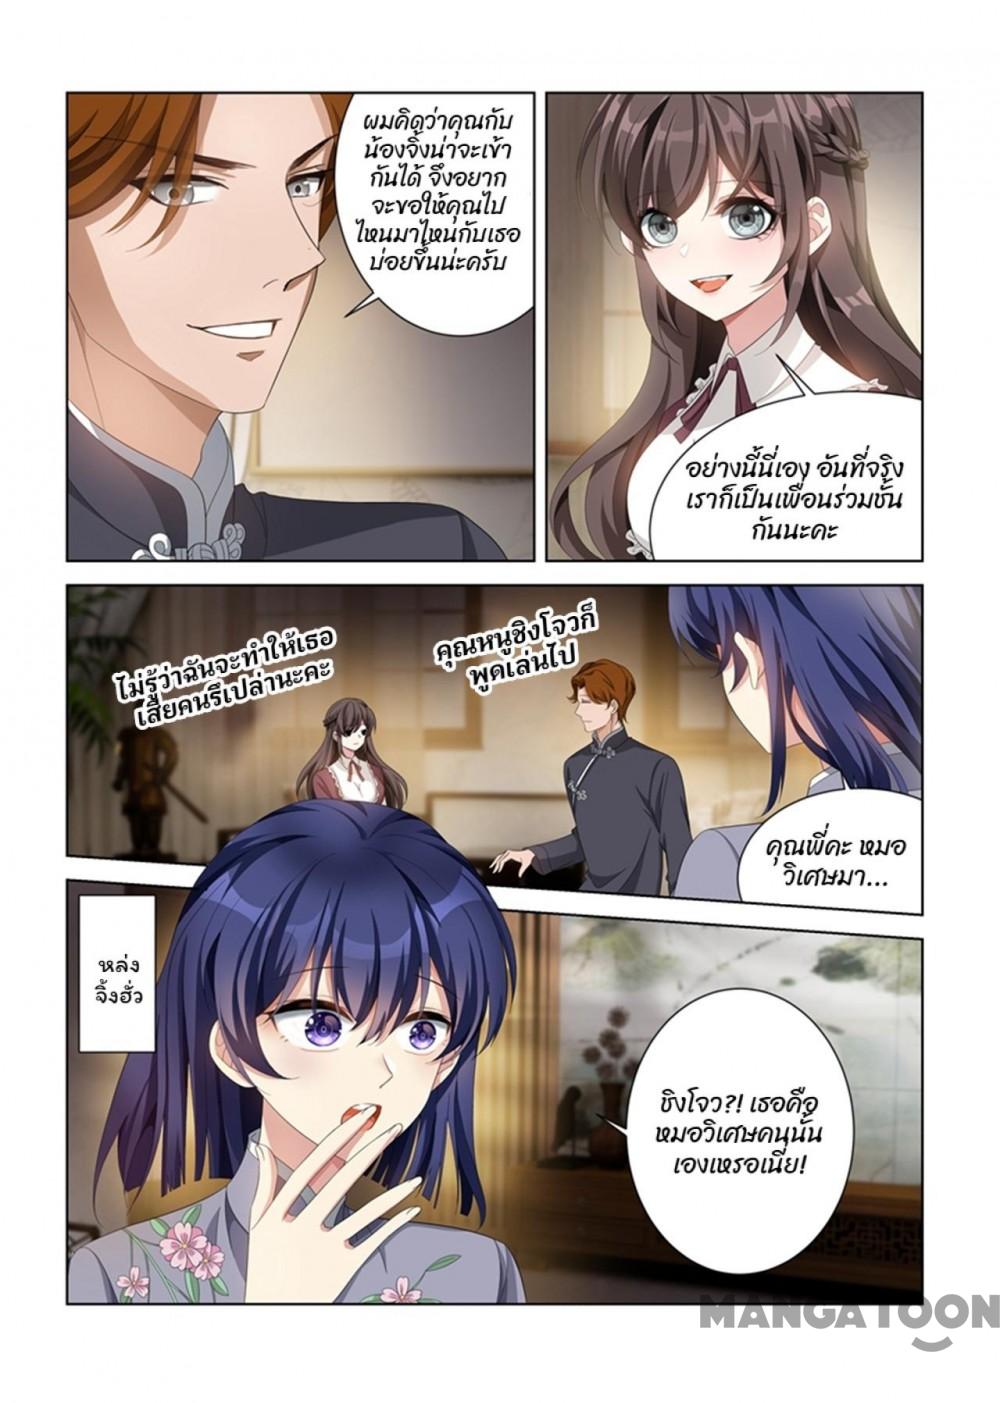 ผมคิดว่าคุณกับ
น้องจิ้งน่าจะเข้า
กันได้ จึงอยาก
จะขอให้คุณไป
ไหนมาไหนกับเธอ
บ่อยขึ้นน่ะครับ
อย่างนี้นี่เอง อันที่จริง
เราก็เป็นเพื่อนร่วมชั้น
กันนะคะ
ไม่รู้ว่าฉันจะทำให้เธอ
เสียคนรึเปล่านะคะ
คุณหนูชิงโจวก็
พูดเล่นไป
คุณพี่คะ หมอ
วิเศษมา...
หล่ง
จิ้งฮั่ว
ชิงโจว?! เธอคือ
หมอวิเศษคนนั้น
เองเหรอเนี่ย!
MANGATOON